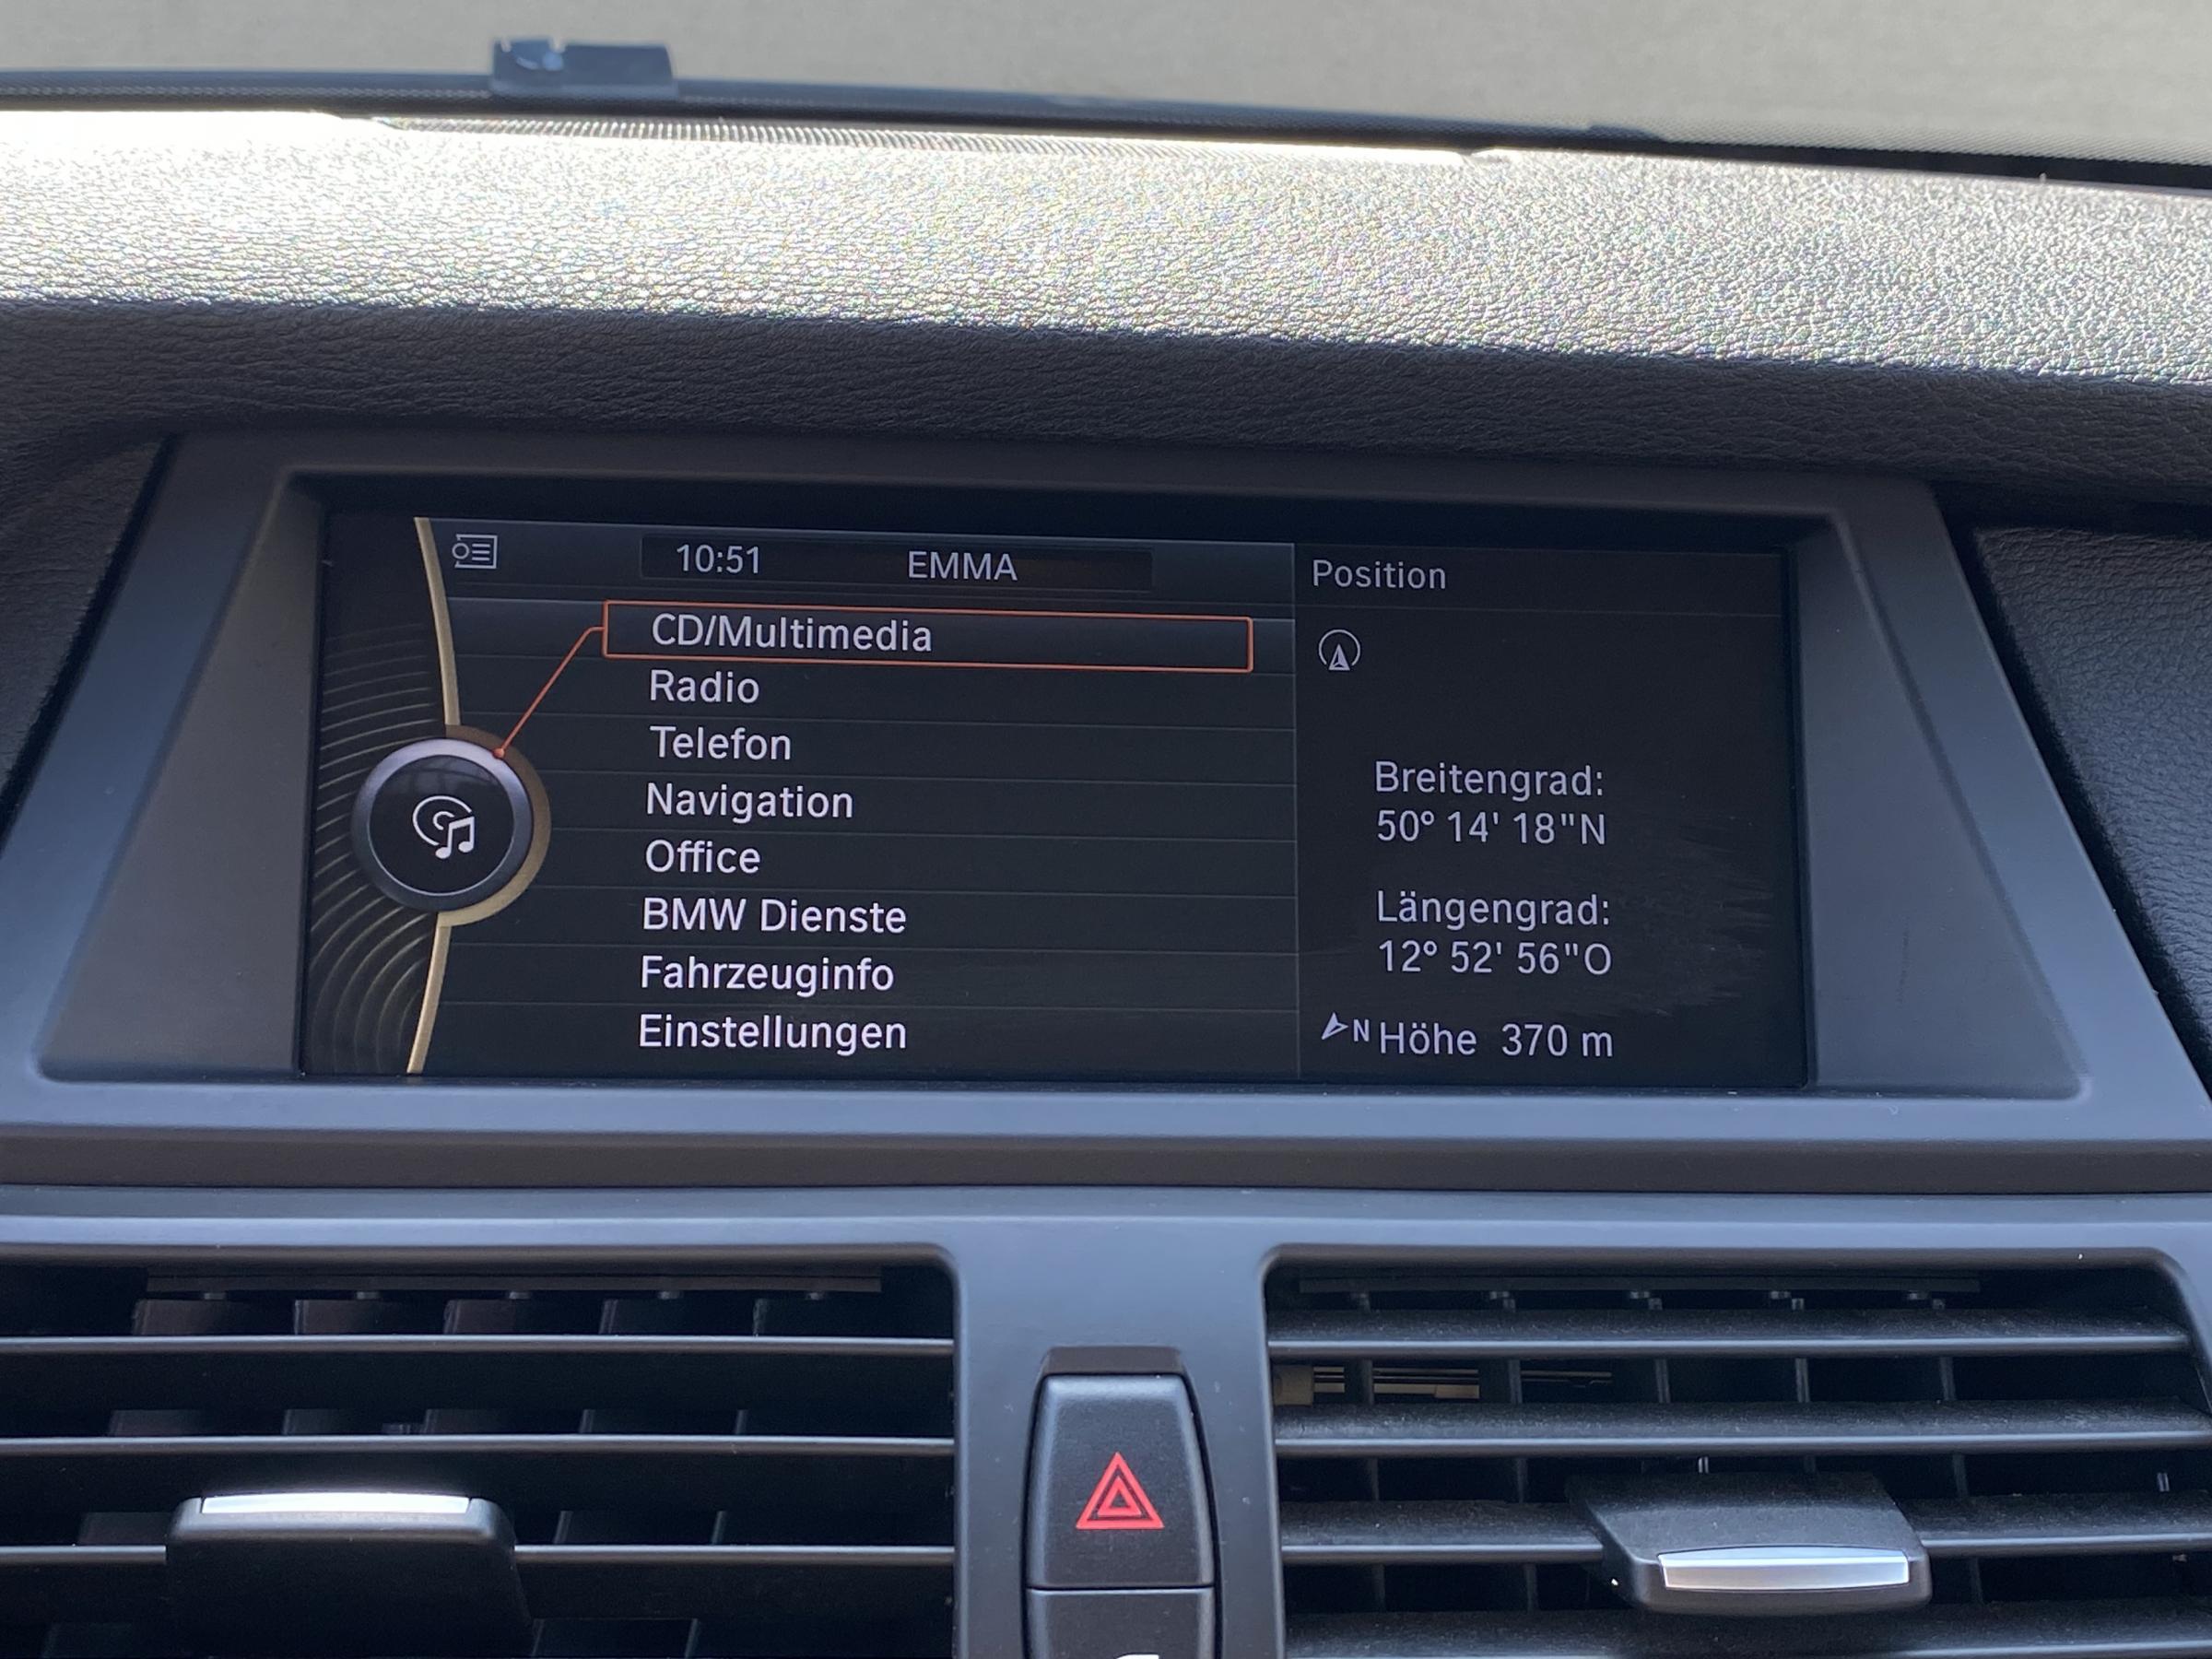 10:51 EMMA
CD/Multimedia
Radio
Telefon
Navigation
Office
BMW Dienste
Fahrzeuginfo
Einstellungen
Position
Breitengrad:
50° 14' 18"N
Längengrad:
12° 52' 56"O
N Höhe 370 m